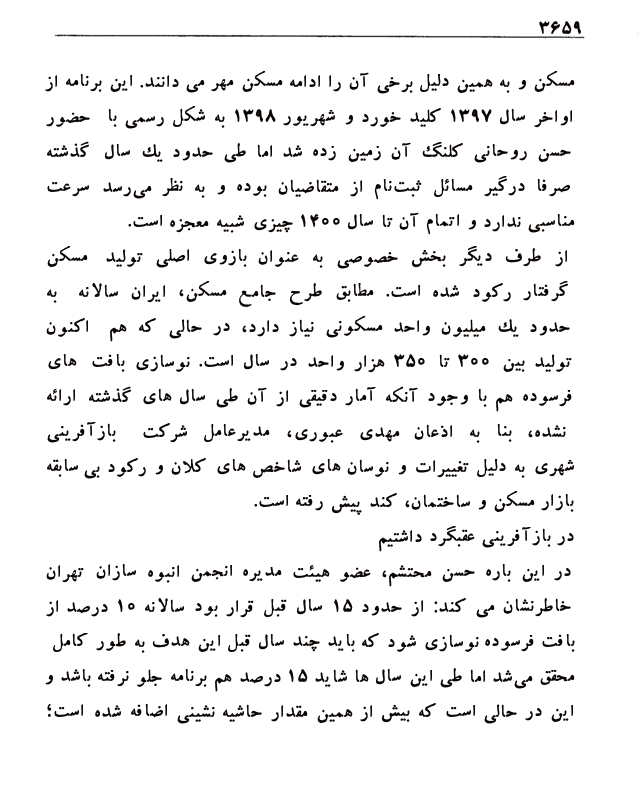 ۳۶۵۹
مسکن و به همین دلیل برخی آن را ادامه مسکن مهر می دانند. این برنامه از
اواخر سال ۱۳۹۷ کلید خورد و شهریور ۱۳۹۸ به شکل رسمی با حضور
حسن روحانی کلنگ آن زمین زده شد اما طی حدود یك سال گذشته
صرفا درگیر مسائل ثبت‌نام از متقاضیان بوده و به نظر می‌رسد سرعت
مناسبی ندارد و اتمام آن تا سال ۱۴۰۰ چیزی شبیه معجزه است.
از طرف دیگر بخش خصوصی به عنوان بازوی اصلی تولید مسکن
گرفتار رکود شده است. مطابق طرح جامع مسکن، ایران سالانه به
حدود یك میلیون واحد مسکونی نیاز دارد، در حالی که هم اکنون
تولید بین ۳۰۰ تا ۳۵۰ هزار واحد در سال است. نوسازی بافت های
فرسوده هم با وجود آنکه آمار دقیقی از آن طی سال های گذشته ارائه
نشده، بنا به اذعان مهدی عبوری، مدیرعامل شرکت بازآفرینی
شهری به دلیل تغییرات و نوسان های شاخص های کلان و رکود بی سابقه
بازار مسکن و ساختمان، کند پیش رفته است.
در بازآفرینی عقبگرد داشتیم
در این باره حسن محتشم، عضو هیئت مدیره انجمن انبوه سازان تهران
خاطرنشان می کند: از حدود ۱۵ سال قبل قرار بود سالانه ۱۰ درصد از
بافت فرسوده نوسازی شود که باید چند سال قبل این هدف به طور کامل
محقق می‌شد اما طی این سال ها شاید ۱۵ درصد هم برنامه جلو نرفته باشد و
این در حالی است که بیش از همین مقدار حاشیه نشینی اضافه شده است؛